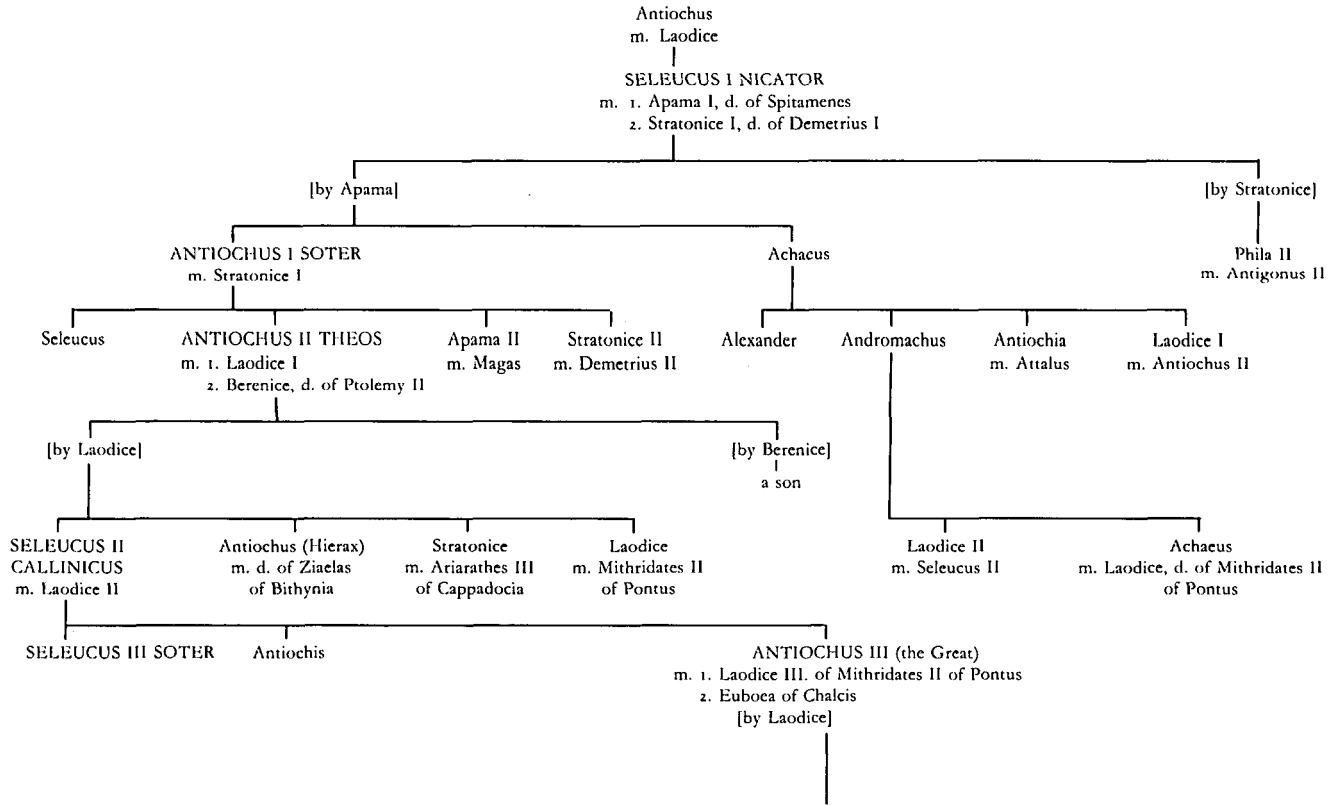 Antiochus
m. Laodice
SELEUCUS I NICATOR
m. 1. Apama I, d. of Spitamenes
2. Stratonice I, d. of Demetrius I
[by Apama]
[by Stratonice]
ANTIOCHUS I SOTER
m. Stratonice I
Achaeus
Phila II
m. Antigonus II
Seleucus
ANTIOCHUS II THEOS
m. 1. Laodice I
2. Berenice, d. of Ptolemy II
Apama II
m. Magas
Stratonice II
m. Demetrius II
Alexander
Andromachus
Antiochia
m. Attalus
Laodice I
m. Antiochus II
[by Laodice]
[by Berenice]
a son
SELEUCUS II
CALLINICUS
m. Laodice II
Antiochus (Hierax)
m. d. of Ziaelas
of Bithynia
Stratonice
m. Ariarathes III
of Cappadocia
Laodice
m. Mithridates II
of Pontus
Laodice II
m. Seleucus II
Achaeus
m. Laodice, d. of Mithridates II
of Pontus
SELEUCUS III SOTER
Antiochis
ANTIOCHUS III (the Great)
m. 1. Laodice III. of Mithridates II of Pontus
2. Euboea of Chalcis
[by Laodice]